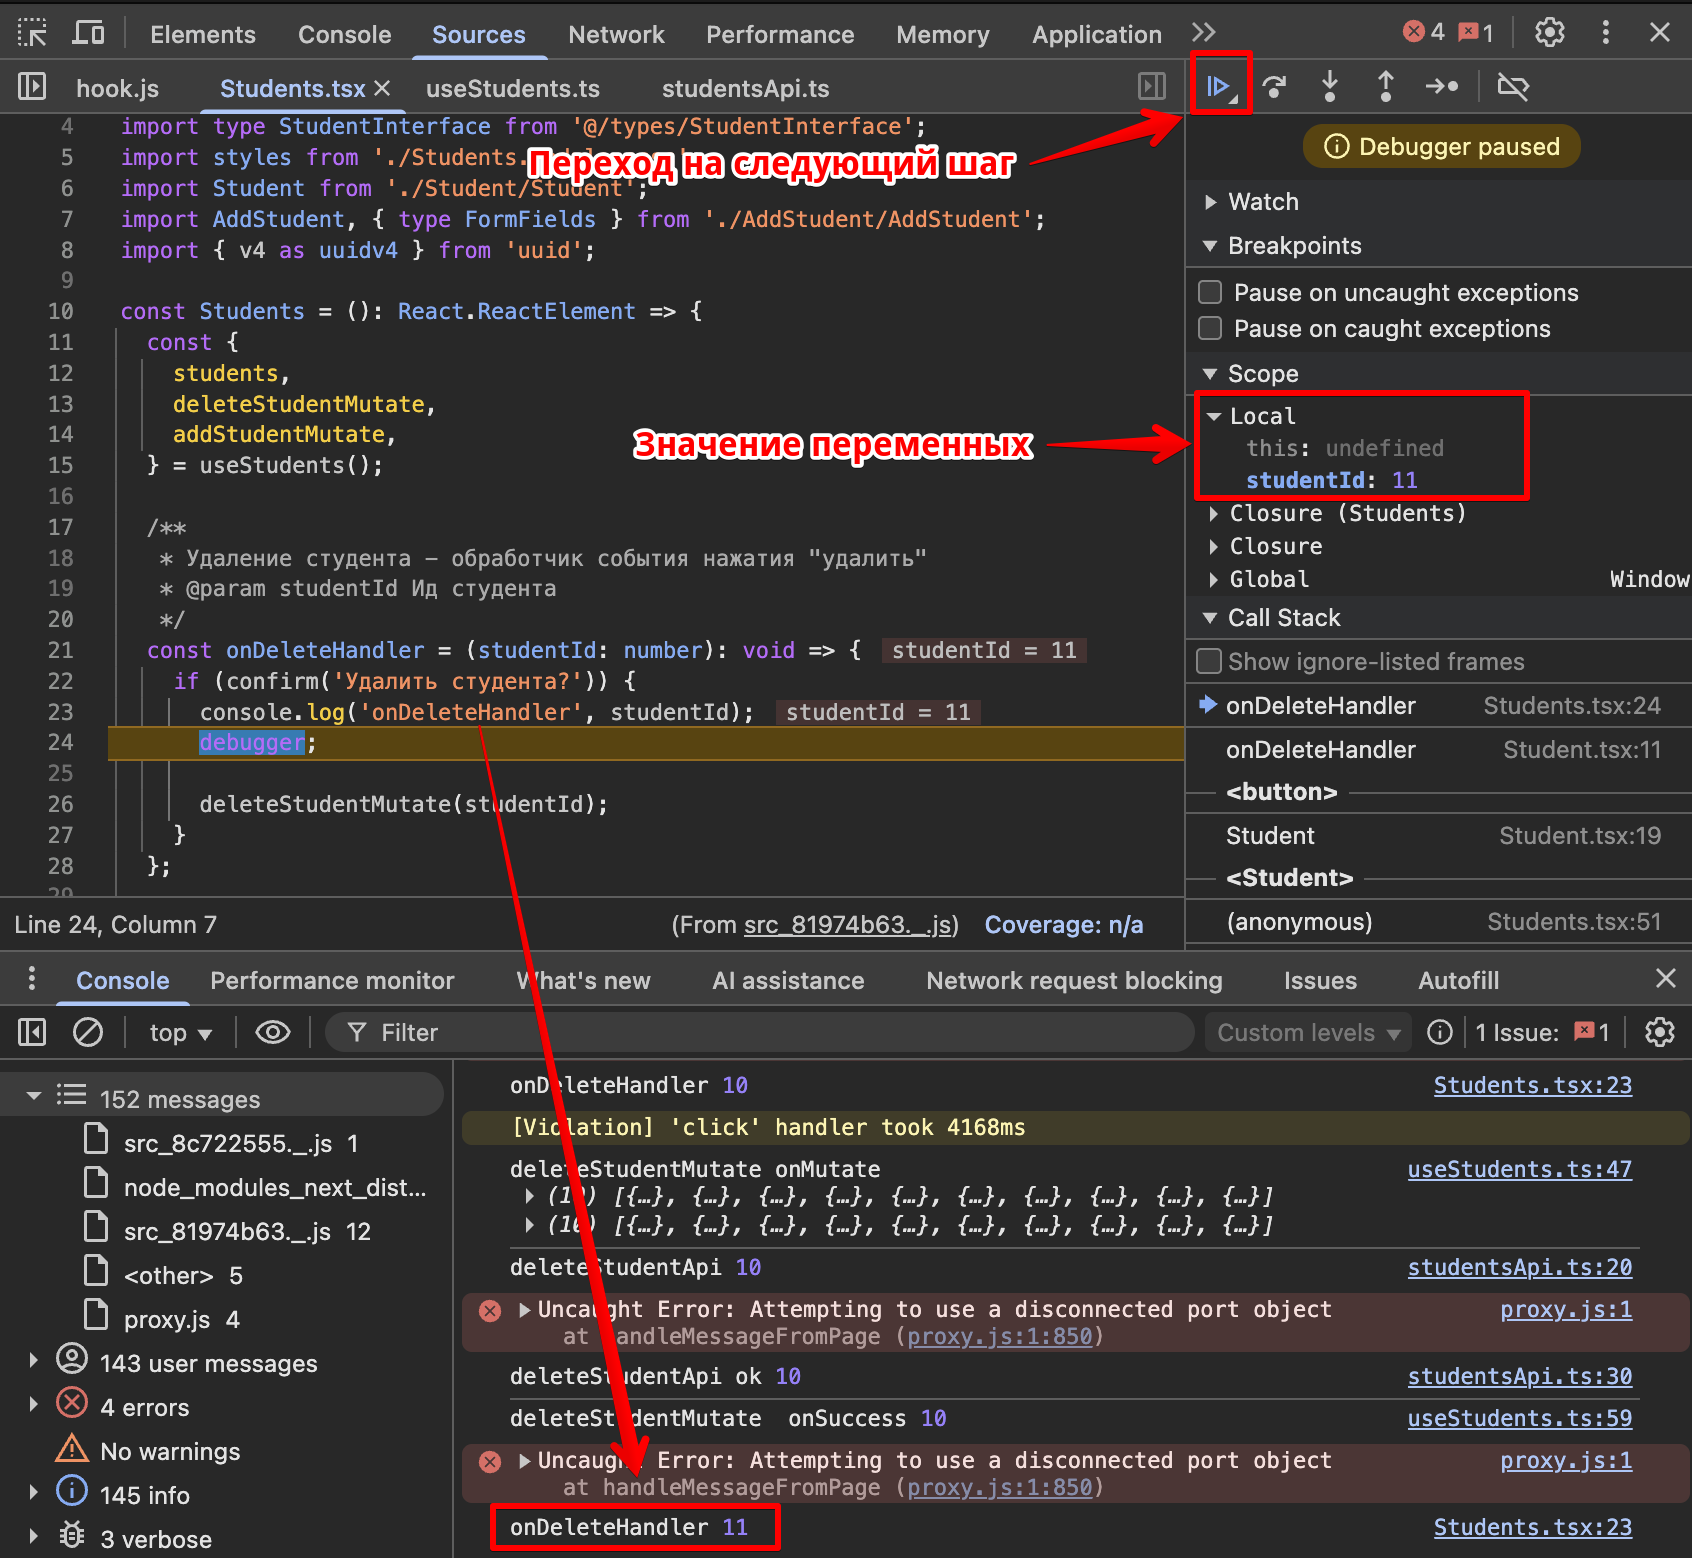 Elements Console Sources Network Performance Memory Application 4 1
hook.js Students.tsx useStudents.ts studentsApi.ts
4 import type StudentInterface from '@/types/StudentInterface';
5 import styles from './Students.
Переход на следующий шаг
6 import Student from './Student/Student';
7 import AddStudent, { type FormFields } from './AddStudent/AddStudent';
8 import { v4 as uuidv4 } from 'uuid';
9
10 const Students = (): React.ReactElement => {
11 const {
12 students,
13 deleteStudentMutate,
14 addStudentMutate,
Значение переменных
15 } = useStudents();
16
17 /**
18 * Удаление студента – обработчик события нажатия "удалить"
19 * @param studentId Ид студента
20 */
21 const onDeleteHandler = (studentId: number): void => { studentId = 11
22 if (confirm('Удалить студента?')) {
23 console.log('onDeleteHandler', studentId); studentId = 11
24 debugger;
25
26 deleteStudentMutate(studentId);
27 }
28 };
29
Line 24, Column 7 (From src_81974b63._.js) Coverage: n/a
Debugger paused
Watch
Breakpoints
Pause on uncaught exceptions
Pause on caught exceptions
Scope
Local
this: undefined
studentId: 11
Closure (Students)
Closure
Global Window
Call Stack
Show ignore-listed frames
onDeleteHandler Students.tsx:24
onDeleteHandler Student.tsx:11
<button>
Student Student.tsx:19
<Student>
(anonymous) Students.tsx:51
Console Performance monitor What's new AI assistance Network request blocking Issues Autofill
top Filter Custom levels 1 Issue: 1
152 messages
src_8c722555._.js 1
node_modules_next_dist...
src_81974b63._.js 12
<other> 5
proxy.js 4
143 user messages
4 errors
No warnings
145 info
3 verbose
onDeleteHandler 10 Students.tsx:23
[Violation] 'click' handler took 4168ms
deleteStudentMutate onMutate useStudents.ts:47
[{…}, {…}, {…}, {…}, {…}, {…}, {…}, {…}, {…}, {…}]
(10) [{…}, {…}, {…}, {…}, {…}, {…}, {…}, {…}, {…}, {…}]
deleteStudentApi 10 studentsApi.ts:20
Uncaught Error: Attempting to use a disconnected port object proxy.js:1
at handleMessageFromPage (proxy.js:1:850)
deleteStudentApi ok 10 studentsApi.ts:30
deleteStudentMutate onSuccess 10 useStudents.ts:59
Uncaught Error: Attempting to use a disconnected port object proxy.js:1
at handleMessageFromPage (proxy.js:1:850)
onDeleteHandler 11 Students.tsx:23